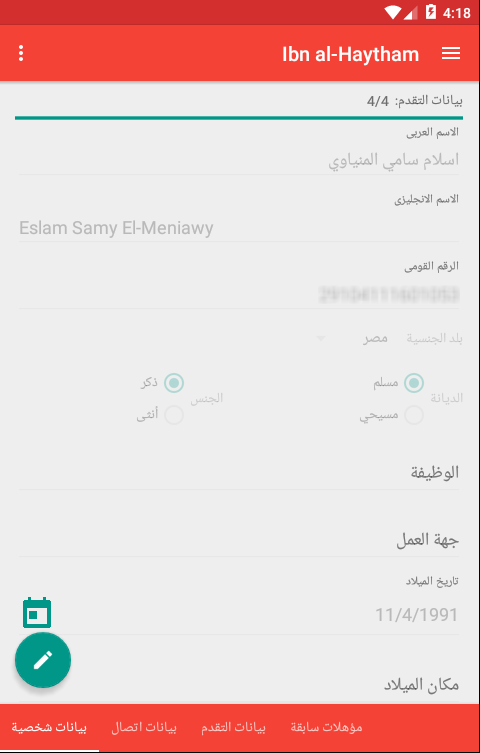 4:18
Ibn al-Haytham
بيانات التقدم: 4/4
الاسم العربى
اسلام سامي المنياوي
الاسم الانجليزى
Eslam Samy El-Meniawy
الرقم القومى
بلد الجنسية مصر
الديانة مسلم الجنس ذكر
مسيحي أنثى
الوظيفة
جهة العمل
تاريخ الميلاد
11/4/1991
مكان الميلاد
مؤهلات سابقة بيانات التقدم بيانات اتصال بيانات شخصية